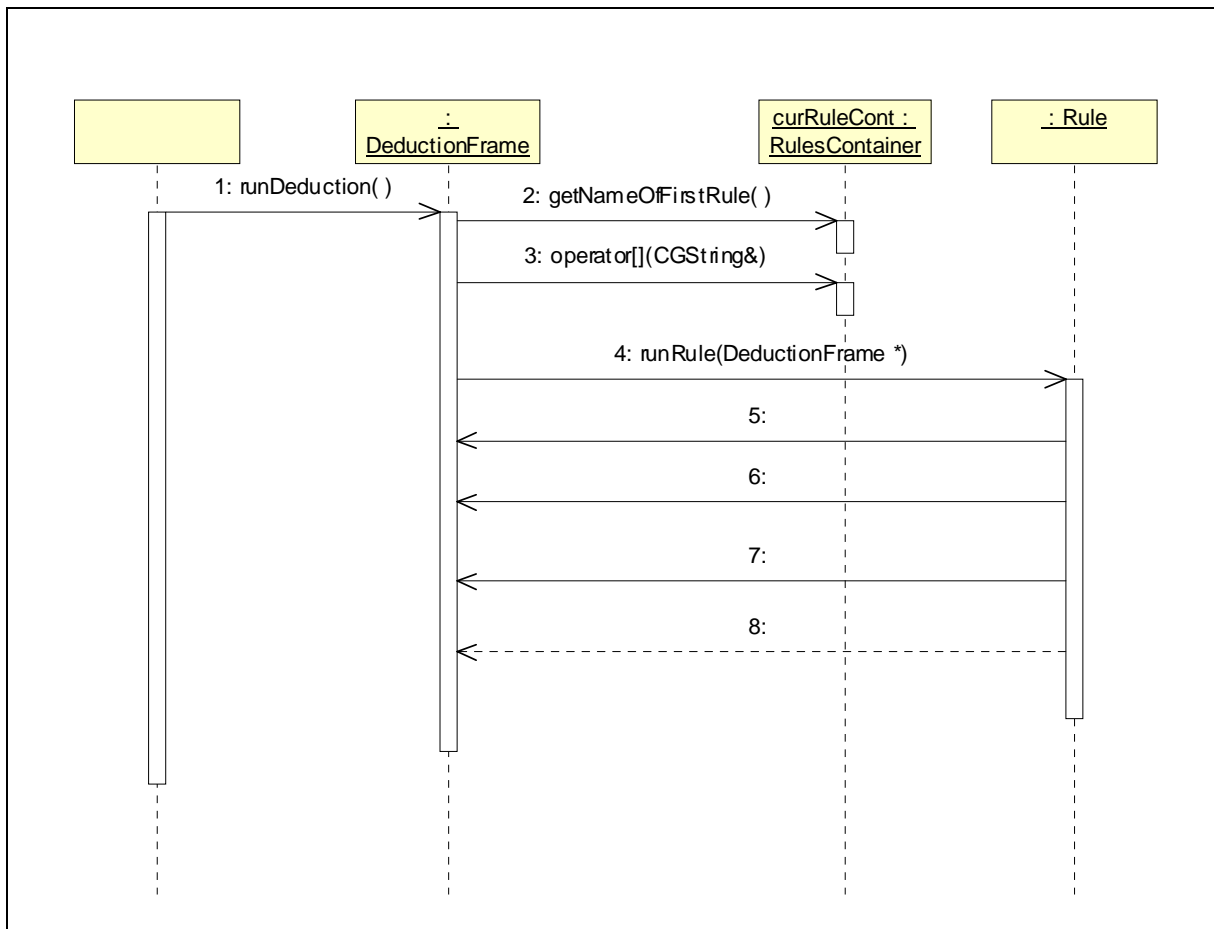 :
DeductionFrame
curRuleCont :
RulesContainer
: Rule
1: runDeduction( )
2: getNameOfFirstRule( )
3: operator[](CGString&)
4: runRule(DeductionFrame *)
5:
6:
7:
8: